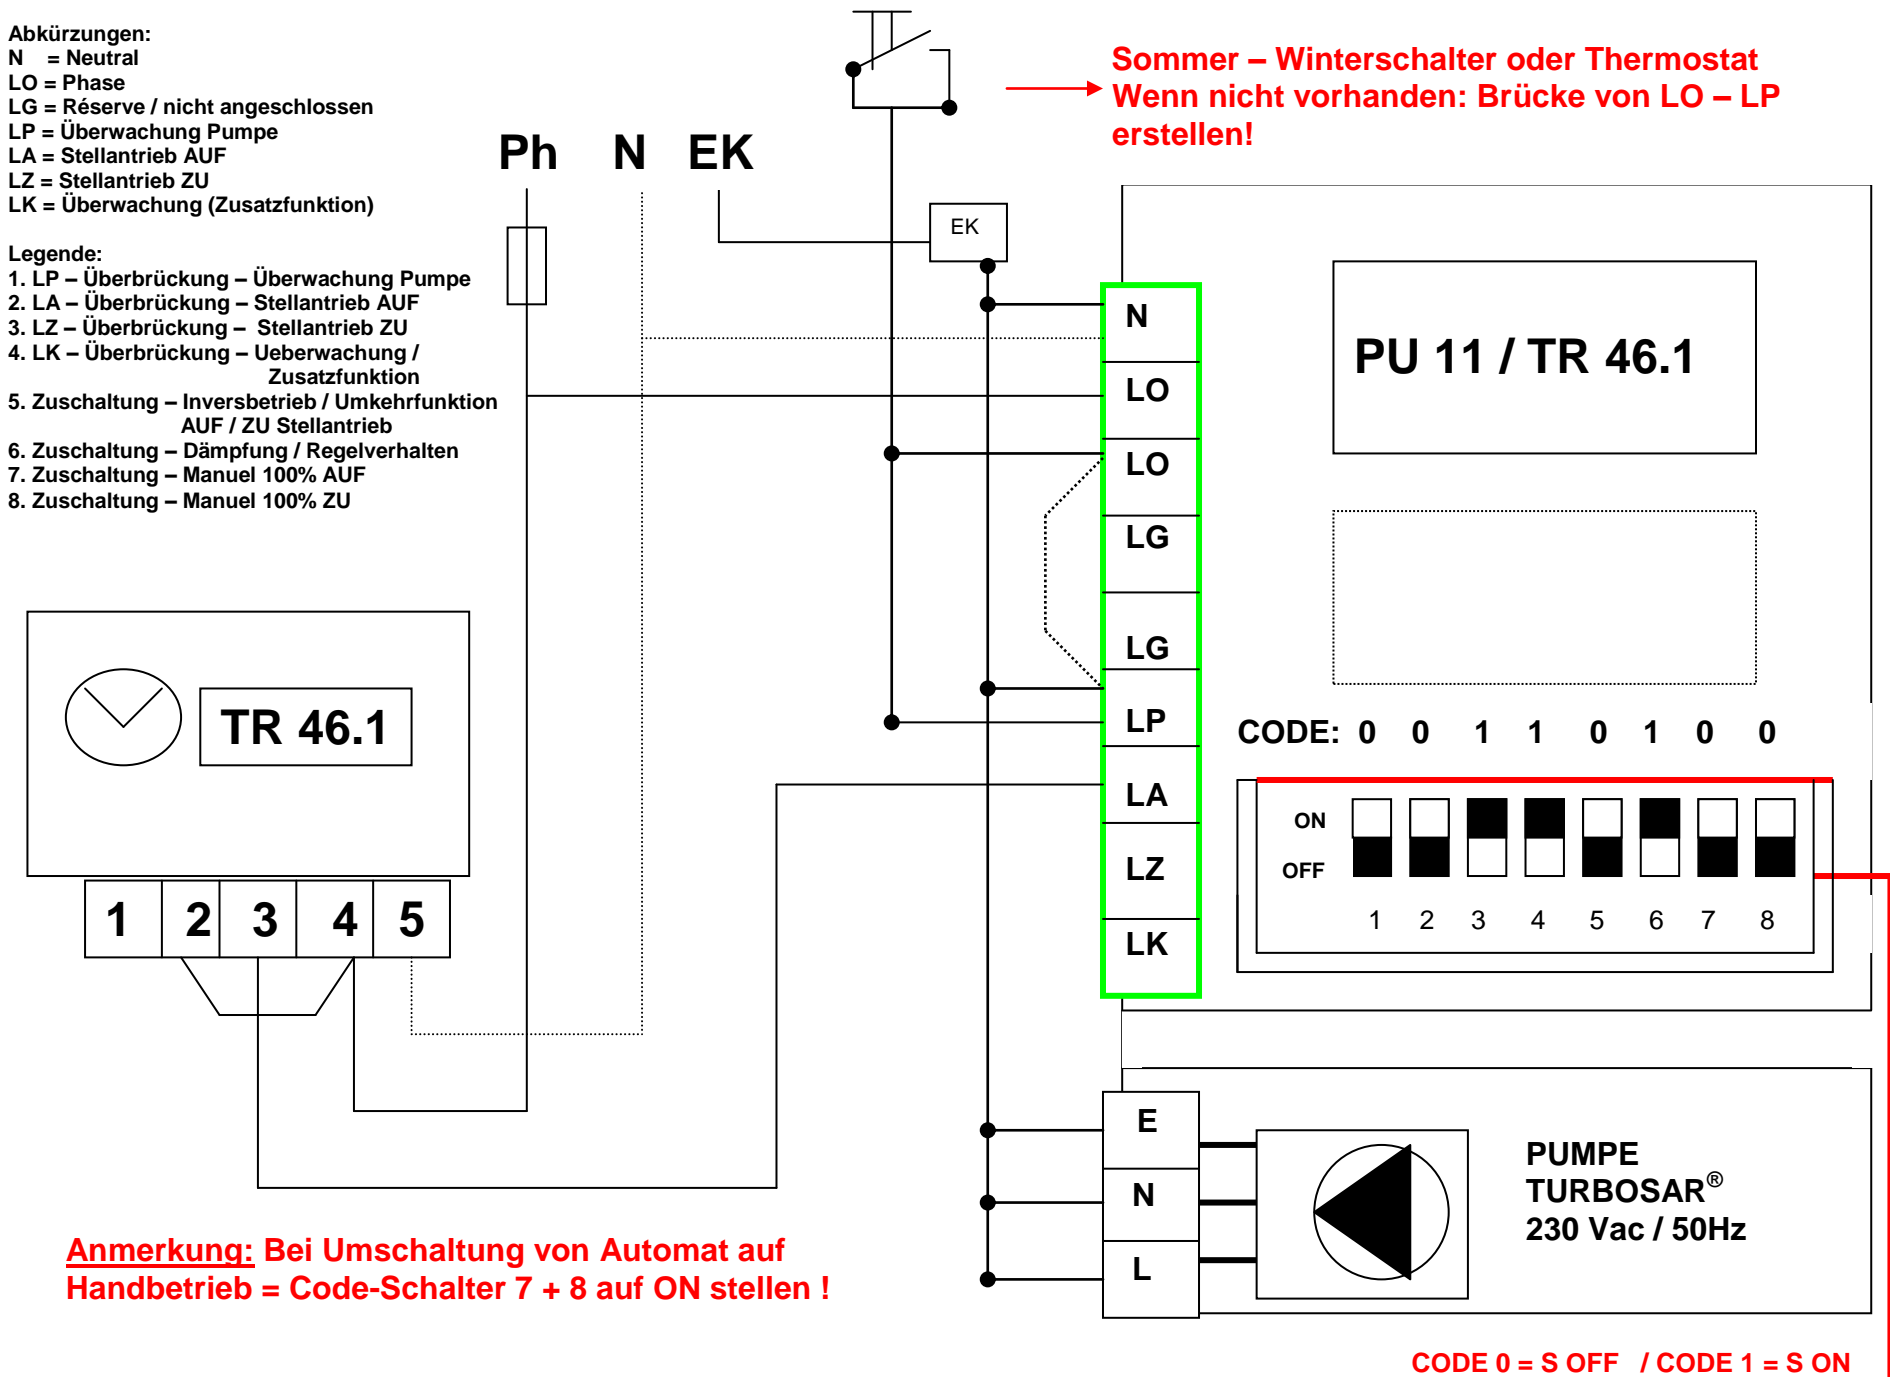 Abkürzungen:
N = Neutral
LO = Phase
LG = Réserve / nicht angeschlossen
LP = Überwachung Pumpe
LA = Stellantrieb AUF
LZ = Stellantrieb ZU
LK = Überwachung (Zusatzfunktion)
Legende:
1. LP – Überbrückung – Überwachung Pumpe
2. LA – Überbrückung – Stellantrieb AUF
3. LZ – Überbrückung – Stellantrieb ZU
4. LK – Überbrückung – Ueberwachung /
Zusatzfunktion
5. Zuschaltung – Inversbetrieb / Umkehrfunktion
AUF / ZU Stellantrieb
6. Zuschaltung – Dämpfung / Regelverhalten
7. Zuschaltung – Manuel 100% AUF
8. Zuschaltung – Manuel 100% ZU
Sommer – Winterschalter oder Thermostat
Wenn nicht vorhanden: Brücke von LO – LP
erstellen!
Ph N EK
EK
N
LO
LO
LG
LG
LP
LA
LZ
LK
PU 11 / TR 46.1
CODE: 0 0 1 1 0 1 0 0
ON
OFF
1 2 3 4 5 6 7 8
TR 46.1
1 2 3 4 5
E
N
L
PUMPE
TURBOSAR®
230 Vac / 50Hz
Anmerkung: Bei Umschaltung von Automat auf
Handbetrieb = Code-Schalter 7 + 8 auf ON stellen !
CODE 0 = S OFF / CODE 1 = S ON